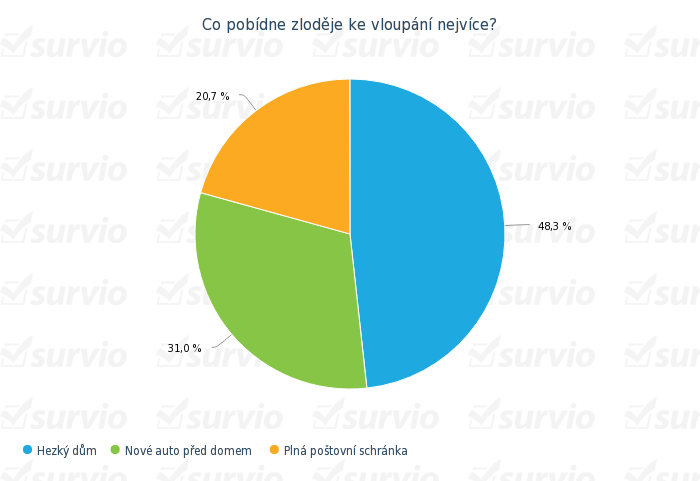 Co pobídne zloděje ke vloupání nejvíce?
20,7 %
48,3 %
31,0 %
Hezký dům
Nové auto před domem
Plná poštovní schránka
survio